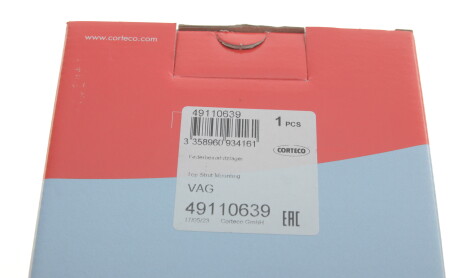 www.corteco.com
49110639
1 PCS
3 358960 934161
CORTECO
Top Strut Mounting
VAG
49110639
Corteco GmbH
EAC